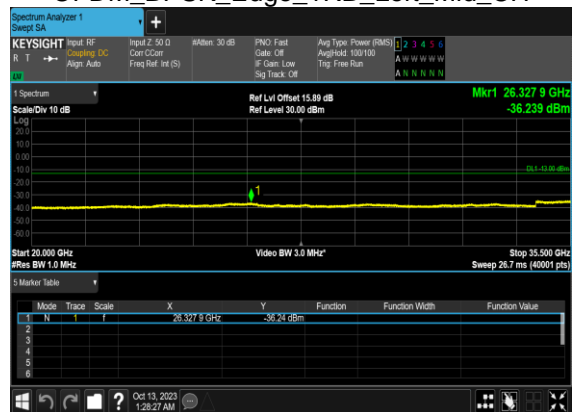 Spectrum Analyzer 1
Swept SA
KEYSIGHT Input: RF Input Z: 50 Ω #Atten: 30 dB PNO: Fast Avg Type: Power (RMS) 1 2 3 4 5 6
R T Coupling: DC Corr CCorr Gate: Off Avg|Hold: 100/100 A W W W W W
Align: Auto Freq Ref: Int (S) IF Gain: Low Trig: Free Run
LW Sig Track: Off A N N N N N
1 Spectrum Ref Lvl Offset 15.89 dB Mkr1 26.327 9 GHz
Scale/Div 10 dB Ref Level 30.00 dBm -36.239 dBm
Log
20.0
10.0
0.00
-10.0 DL1 -13.00 dBm
-20.0
-30.0 1
-40.0
-50.0
-60.0
Start 20.000 GHz Video BW 3.0 MHz* Stop 35.500 GHz
#Res BW 1.0 MHz Sweep 26.7 ms (40001 pts)
5 Marker Table
Mode Trace Scale X Y Function Function Width Function Value
1 N 1 f 26.327 9 GHz -36.24 dBm
2
3
4
5
6
? Oct 13, 2023
1:28:27 AM